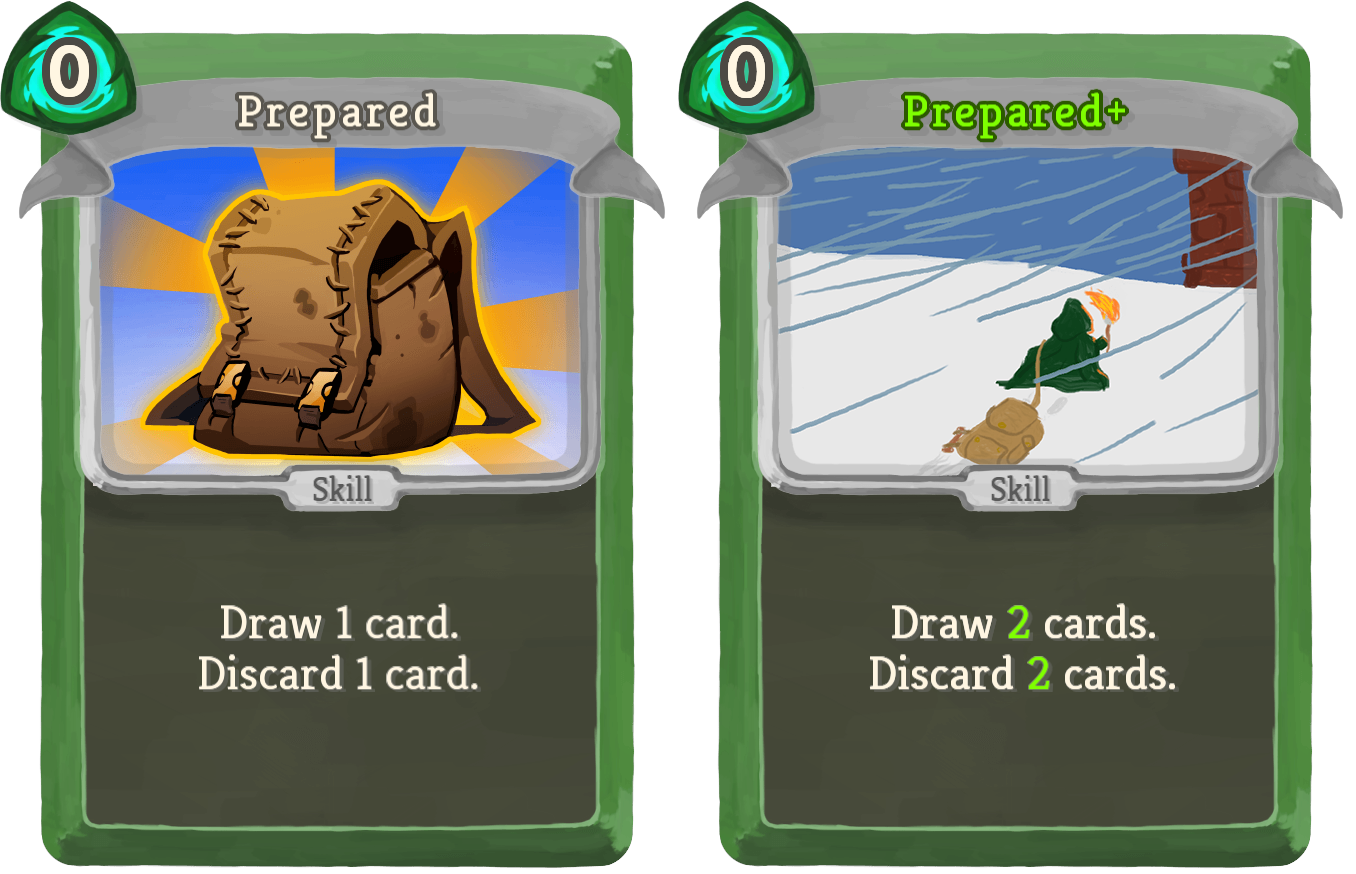 0
Prepared
Skill
Draw 1 card.
Discard 1 card.
0
Prepared+
Skill
Draw 2 cards.
Discard 2 cards.